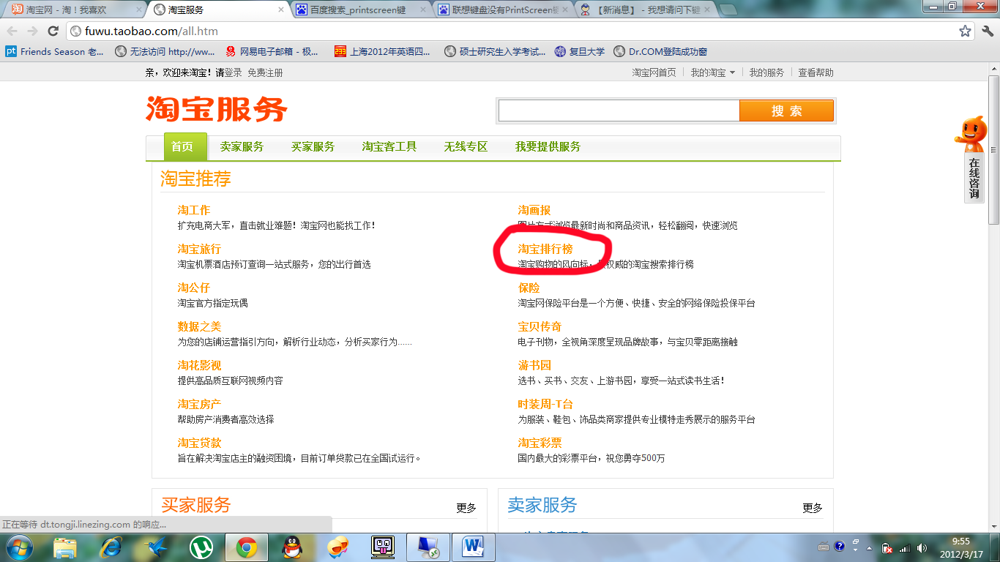 淘宝网 - 淘！我喜欢
淘宝服务
百度搜索_printscreen键
联想键盘没有PrintScreen键
【新消息】 - 我想请问下键
fuwu.taobao.com/all.htm
Friends Season 老...
无法访问 http://ww...
网易电子邮箱 - 极...
上海2012年英语四...
硕士研究生入学考试...
复旦大学
Dr.COM登陆成功窗
亲，欢迎来淘宝！请登录 免费注册
淘宝网首页 我的淘宝 我的服务 查看帮助
淘宝服务
搜 索
首页 卖家服务 买家服务 淘宝客工具 无线专区 我要提供服务
在线咨询
淘宝推荐
淘工作
扩充电商大军，直击就业难题！淘宝网也能找工作！
淘画报
图片方式浏览最新时尚和商品资讯，轻松翻阅，快速浏览
淘宝旅行
淘宝机票酒店预订查询一站式服务，您的出行首选
淘宝排行榜
淘宝购物的风向标，最权威的淘宝搜索排行榜
淘公仔
淘宝官方指定玩偶
保险
淘宝网保险平台是一个方便、快捷、安全的网络保险投保平台
数据之美
为您的店铺运营指引方向，解析行业动态，分析买家行为......
宝贝传奇
电子刊物，全视角深度呈现品牌故事，与宝贝零距离接触
淘花影视
提供高品质互联网视频内容
游书园
选书、买书、交友、上游书园，享受一站式读书生活！
淘宝房产
帮助房产消费者高效选择
时装周-T台
为服装、鞋包、饰品类商家提供专业模特走秀展示的服务平台
淘宝贷款
旨在解决淘宝店主的融资困境，目前订单贷款已在全国试运行。
淘宝彩票
国内最大的彩票平台，祝您勇夺500万
买家服务 更多
卖家服务 更多
正在等待 dt.tongji.linezing.com 的响应...
9:55
2012/3/17